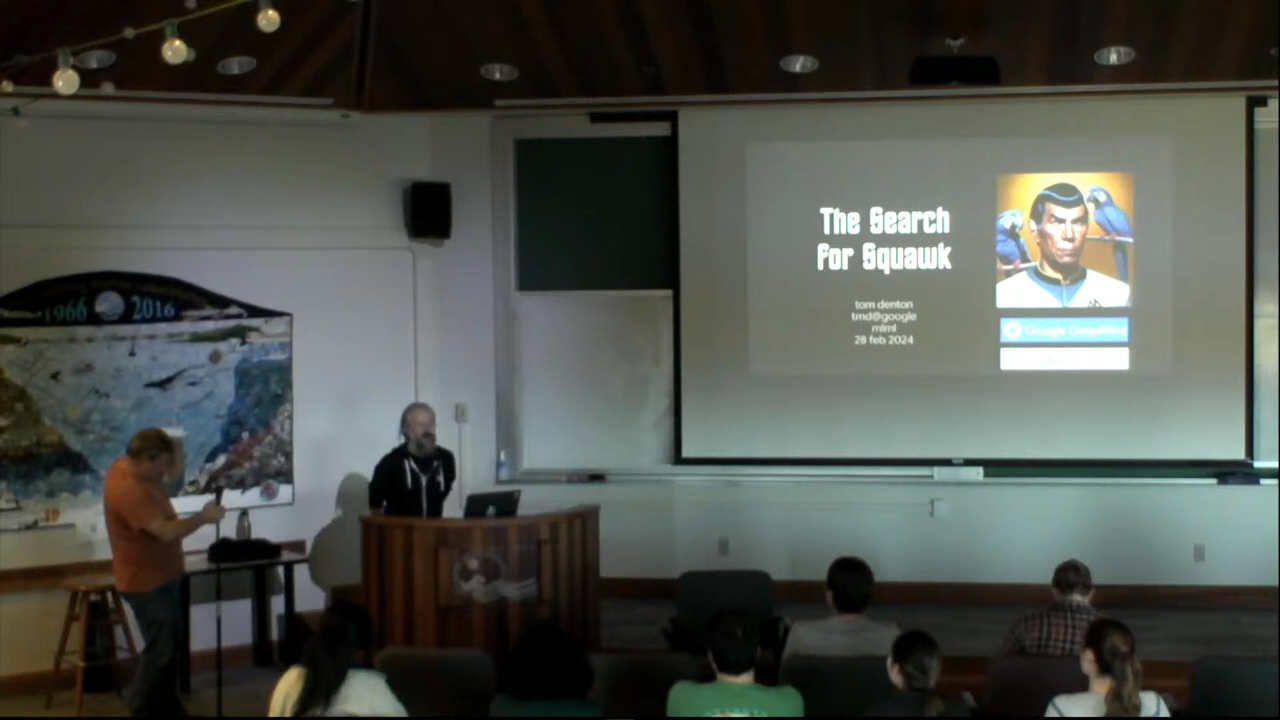 1966 2016
The Search
for Squawk
tom denton
tmd@google
mlml
28 feb 2024
Google DeepMind